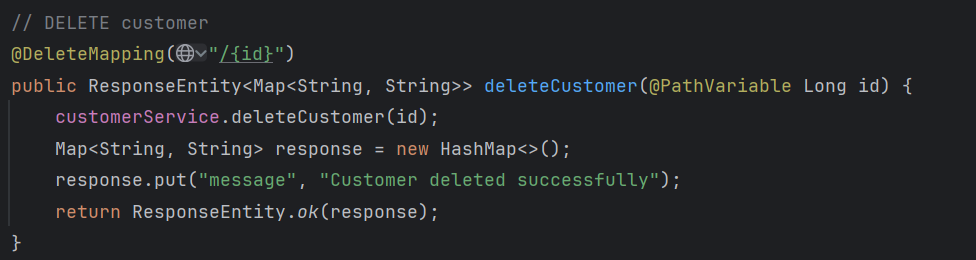 // DELETE customer
@DeleteMapping("/{id}")
public ResponseEntity<Map<String, String>> deleteCustomer(@PathVariable Long id) {
    customerService.deleteCustomer(id);
    Map<String, String> response = new HashMap<>();
    response.put("message", "Customer deleted successfully");
    return ResponseEntity.ok(response);
}